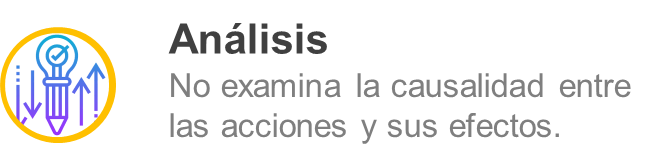 Análisis
No examina la causalidad entre
las acciones y sus efectos.